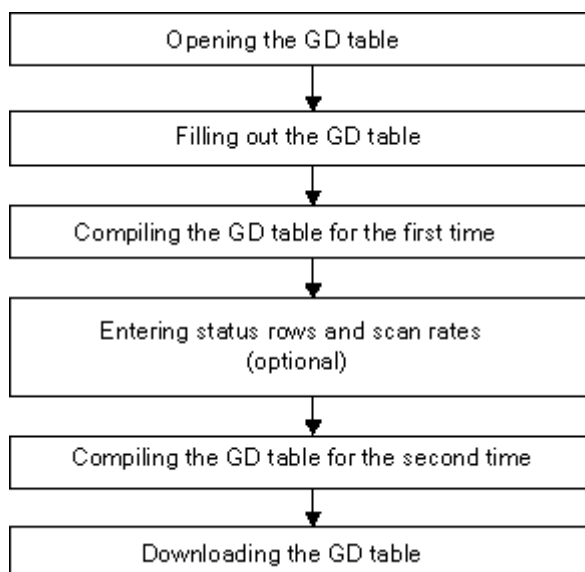 Opening the GD table
Filling out the GD table
Compiling the GD table for the first time
Entering status rows and scan rates
(optional)
Compiling the GD table for the second time
Downloading the GD table